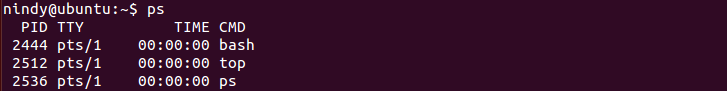 nindy@ubuntu:~$ ps
  PID TTY          TIME CMD
 2444 pts/1    00:00:00 bash
 2512 pts/1    00:00:00 top
 2536 pts/1    00:00:00 ps